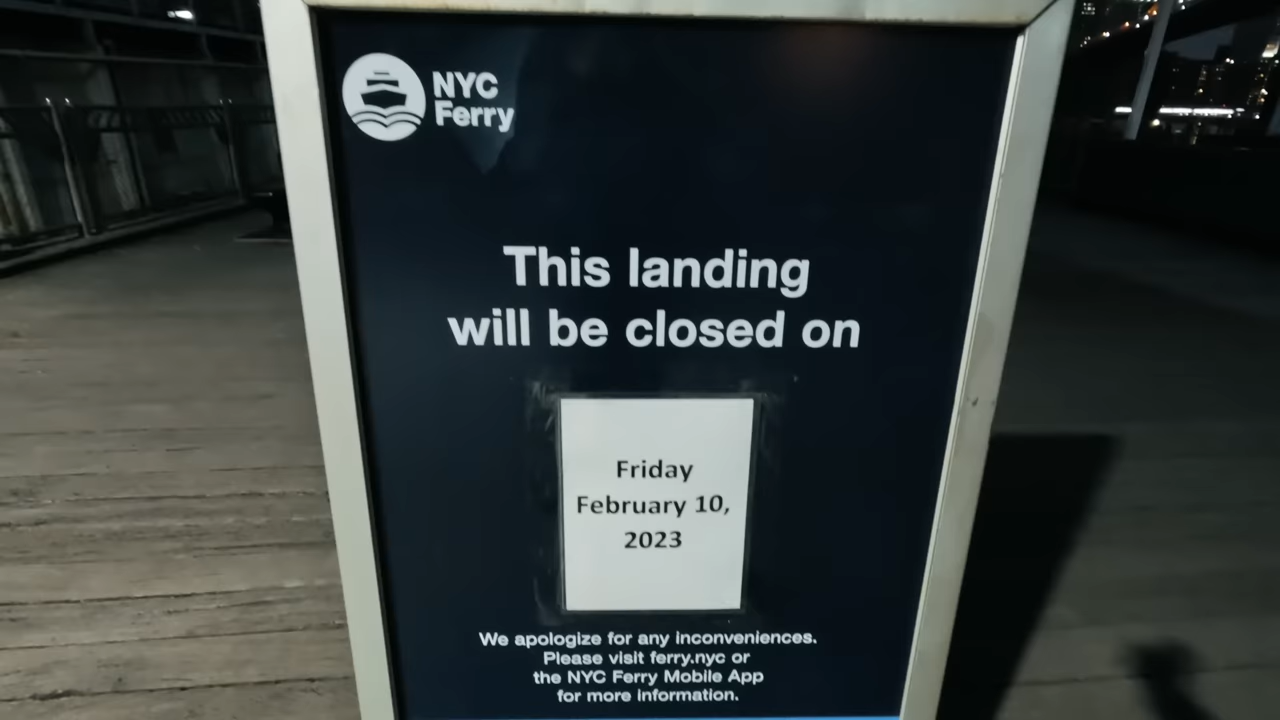 NYC
Ferry
This landing
will be closed on
Friday
February 10,
2023
We apologize for any inconveniences.
Please visit ferry.nyc or
the NYC Ferry Mobile App
for more information.